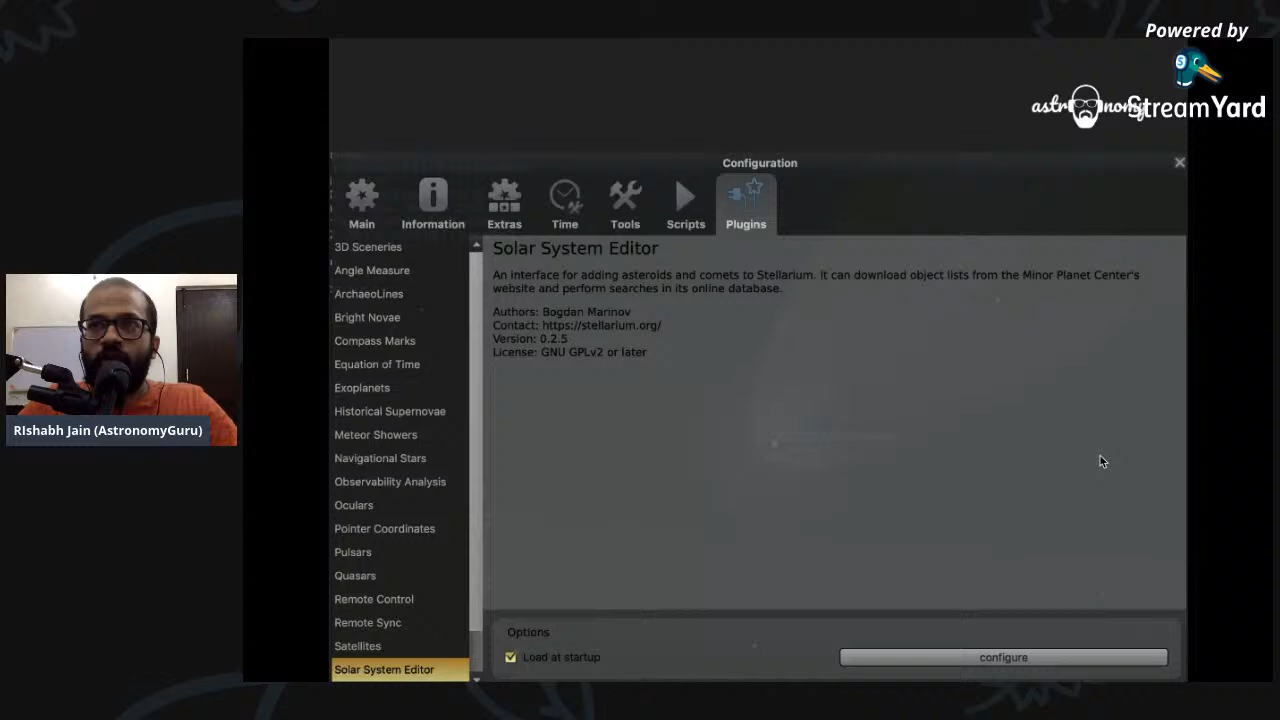 Powered by
astronomy
StreamYard
Configuration
Main
Information
Extras
Time
Tools
Scripts
Plugins
3D Sceneries
Angle Measure
ArchaeoLines
Bright Novae
Compass Marks
Equation of Time
Exoplanets
Historical Supernovae
Meteor Showers
Navigational Stars
Observability Analysis
Oculars
Pointer Coordinates
Pulsars
Quasars
Remote Control
Remote Sync
Satellites
Solar System Editor
Solar System Editor
An interface for adding asteroids and comets to Stellarium. It can download object lists from the Minor Planet Center's
website and perform searches in its online database.
Authors: Bogdan Marinov
Contact: https://stellarium.org/
Version: 0.2.5
License: GNU GPLv2 or later
Options
Load at startup
configure
RIshabh Jain (AstronomyGuru)